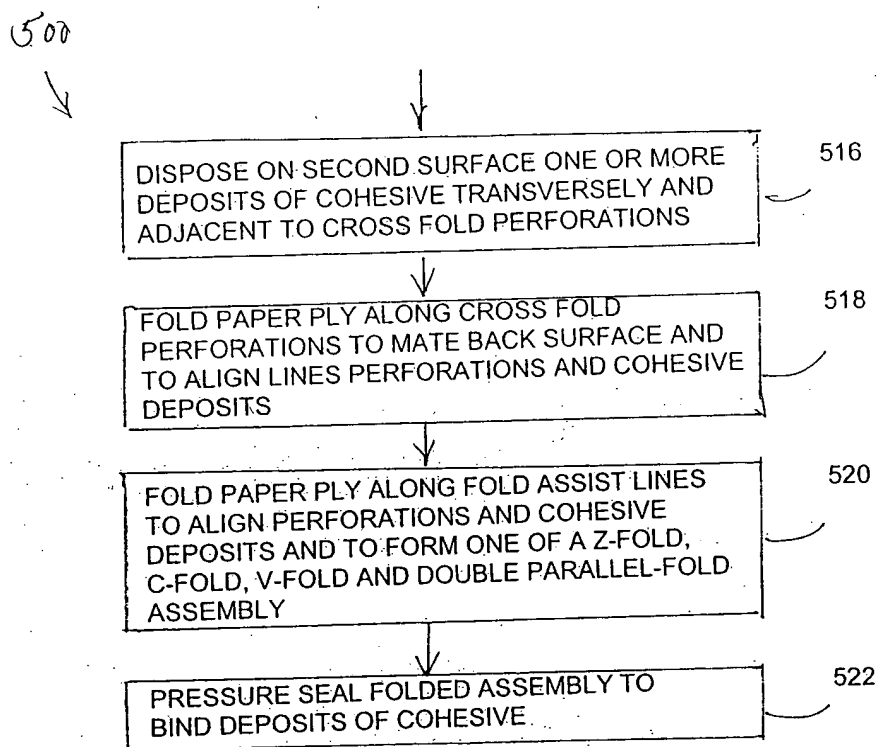 500
DISPOSE ON SECOND SURFACE ONE OR MORE
DEPOSITS OF COHESIVE TRANSVERSELY AND
ADJACENT TO CROSS FOLD PERFORATIONS
516
FOLD PAPER PLY ALONG CROSS FOLD
PERFORATIONS TO MATE BACK SURFACE AND
TO ALIGN LINES PERFORATIONS AND COHESIVE
DEPOSITS
518
FOLD PAPER PLY ALONG FOLD ASSIST LINES
TO ALIGN PERFORATIONS AND COHESIVE
DEPOSITS AND TO FORM ONE OF A Z-FOLD,
C-FOLD, V-FOLD AND DOUBLE PARALLEL-FOLD
ASSEMBLY
520
PRESSURE SEAL FOLDED ASSEMBLY TO
BIND DEPOSITS OF COHESIVE
522